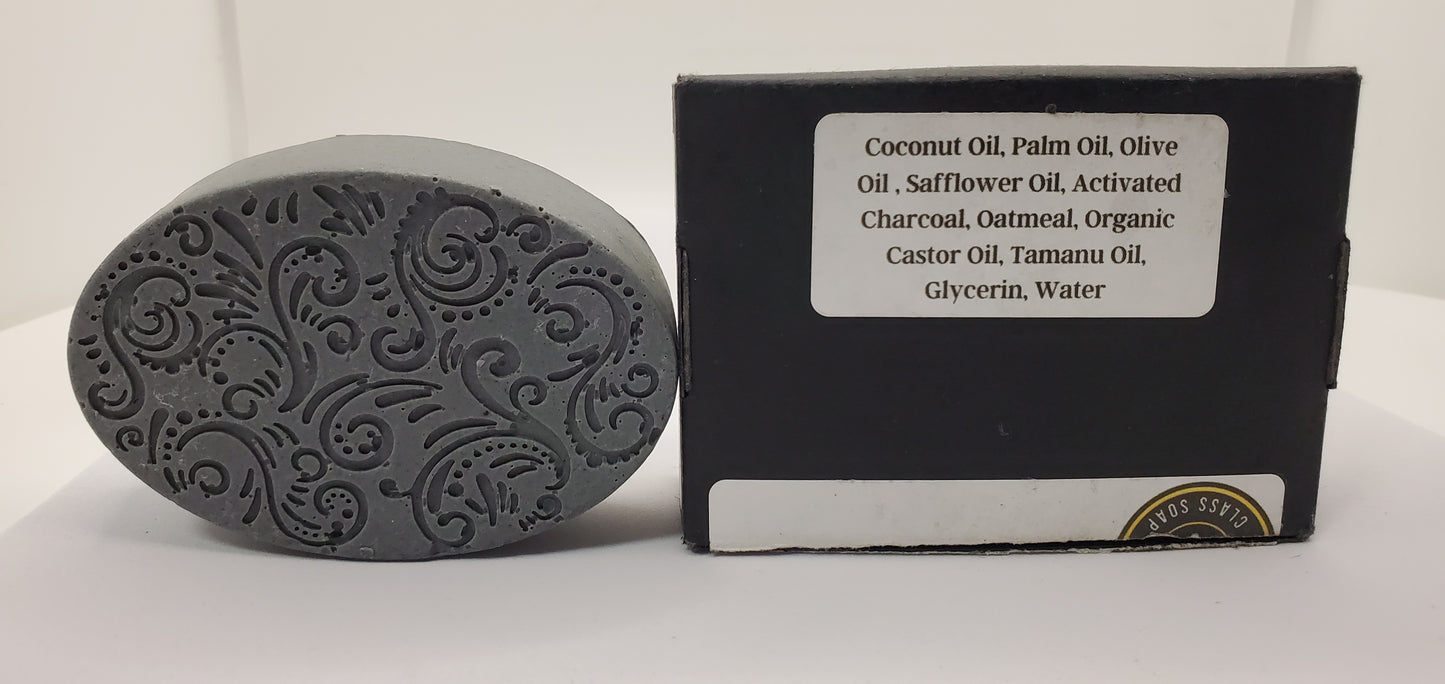 Coconut Oil, Palm Oil, Olive
Oil , Safflower Oil, Activated
Charcoal, Oatmeal, Organic
Castor Oil, Tamanu Oil,
Glycerin, Water
CLASS SOAP